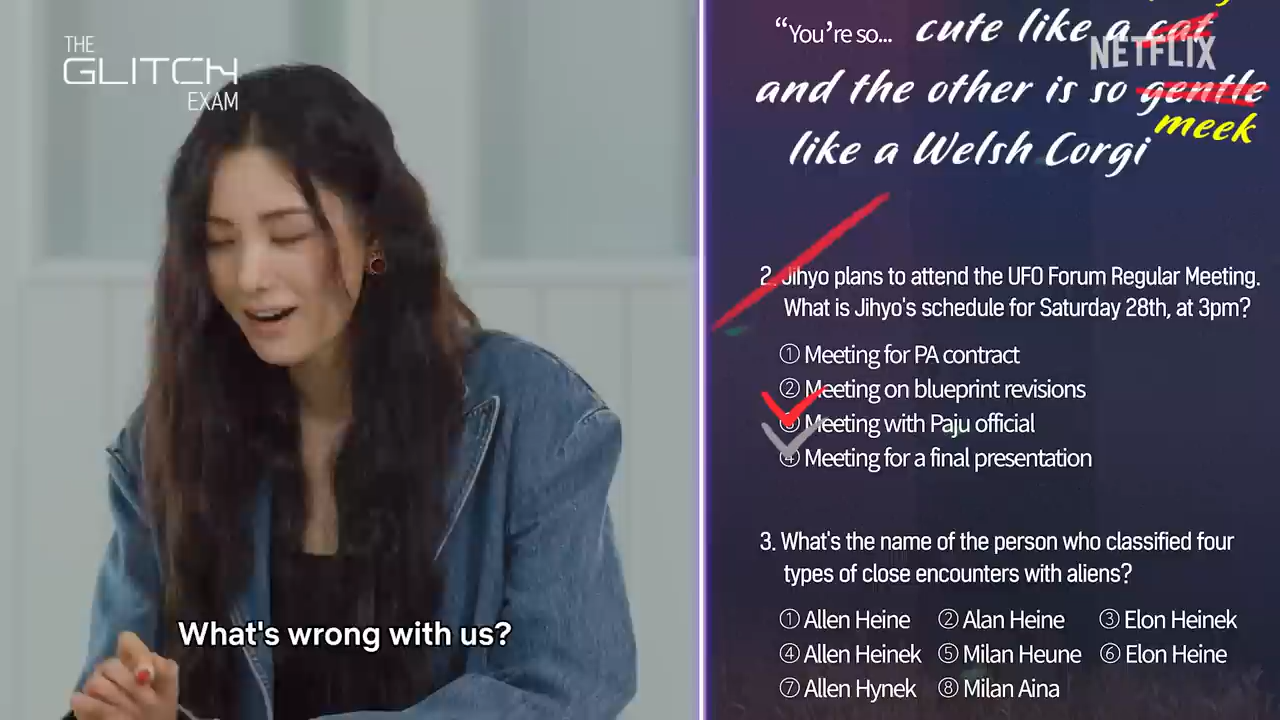 THE
GLITCH
EXAM
NETFLIX
"You're so... cute like a cat
and the other is so gentle
meek
like a Welsh Corgi
2. Jihyo plans to attend the UFO Forum Regular Meeting.
What is Jihyo's schedule for Saturday 28th, at 3pm?
① Meeting for PA contract
② Meeting on blueprint revisions
③ Meeting with Paju official
④ Meeting for a final presentation
3. What's the name of the person who classified four
types of close encounters with aliens?
① Allen Heine ② Alan Heine ③ Elon Heinek
④ Allen Heinek ⑤ Milan Heune ⑥ Elon Heine
⑦ Allen Hynek ⑧ Milan Aina
What's wrong with us?